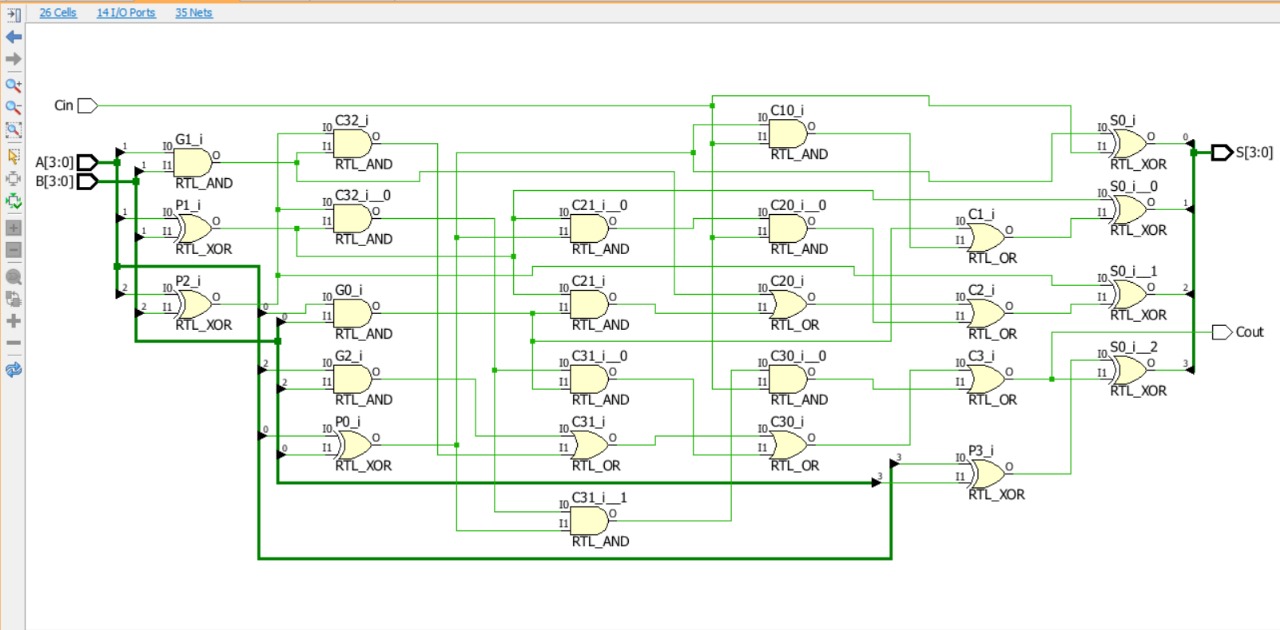 26 Cells 14 I/O Ports 35 Nets
Cin
A[3:0]
B[3:0]
1
1
1
1
2
2
G1_i
I0
I1
O
RTL_AND
P1_i
I0
I1
O
RTL_XOR
P2_i
I0
I1
O
RTL_XOR
0
0
2
2
0
0
C32_i
I0
I1
O
RTL_AND
C32_i__0
I0
I1
O
RTL_AND
G0_i
I0
I1
O
RTL_AND
G2_i
I0
I1
O
RTL_AND
P0_i
I0
I1
O
RTL_XOR
C21_i__0
I0
I1
O
RTL_AND
C21_i
I0
I1
O
RTL_AND
C31_i__0
I0
I1
O
RTL_AND
C31_i
I0
I1
O
RTL_OR
C31_i__1
I0
I1
O
RTL_AND
C10_i
I0
I1
O
RTL_AND
C20_i__0
I0
I1
O
RTL_AND
C20_i
I0
I1
O
RTL_OR
C30_i__0
I0
I1
O
RTL_AND
C30_i
I0
I1
O
RTL_OR
3
3
C1_i
I0
I1
O
RTL_OR
C2_i
I0
I1
O
RTL_OR
C3_i
I0
I1
O
RTL_OR
P3_i
I0
I1
O
RTL_XOR
S0_i
I0
I1
O
RTL_XOR
S0_i__0
I0
I1
O
RTL_XOR
S0_i__1
I0
I1
O
RTL_XOR
S0_i__2
I0
I1
O
RTL_XOR
0
1
2
3
S[3:0]
Cout